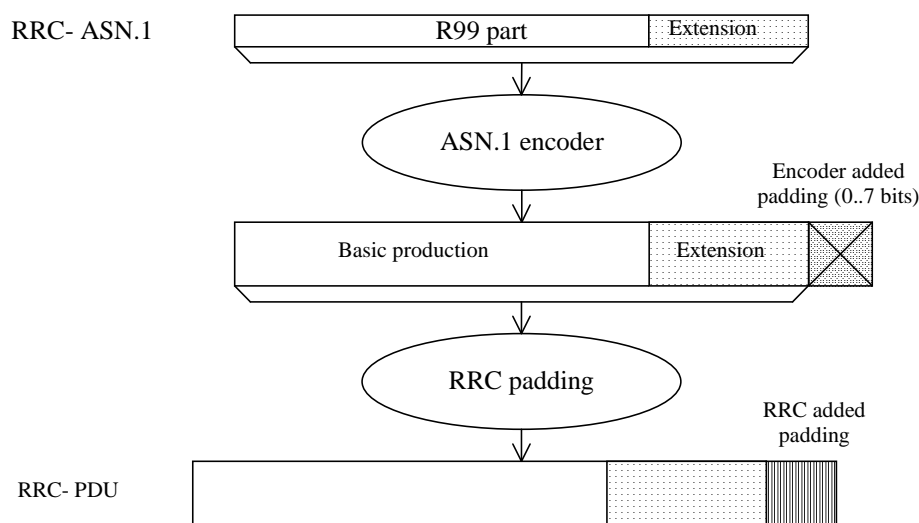 RRC- ASN.1
R99 part
Extension
ASN.1 encoder
Encoder added
padding (0..7 bits)
Basic production
Extension
RRC padding
RRC added
padding
RRC- PDU